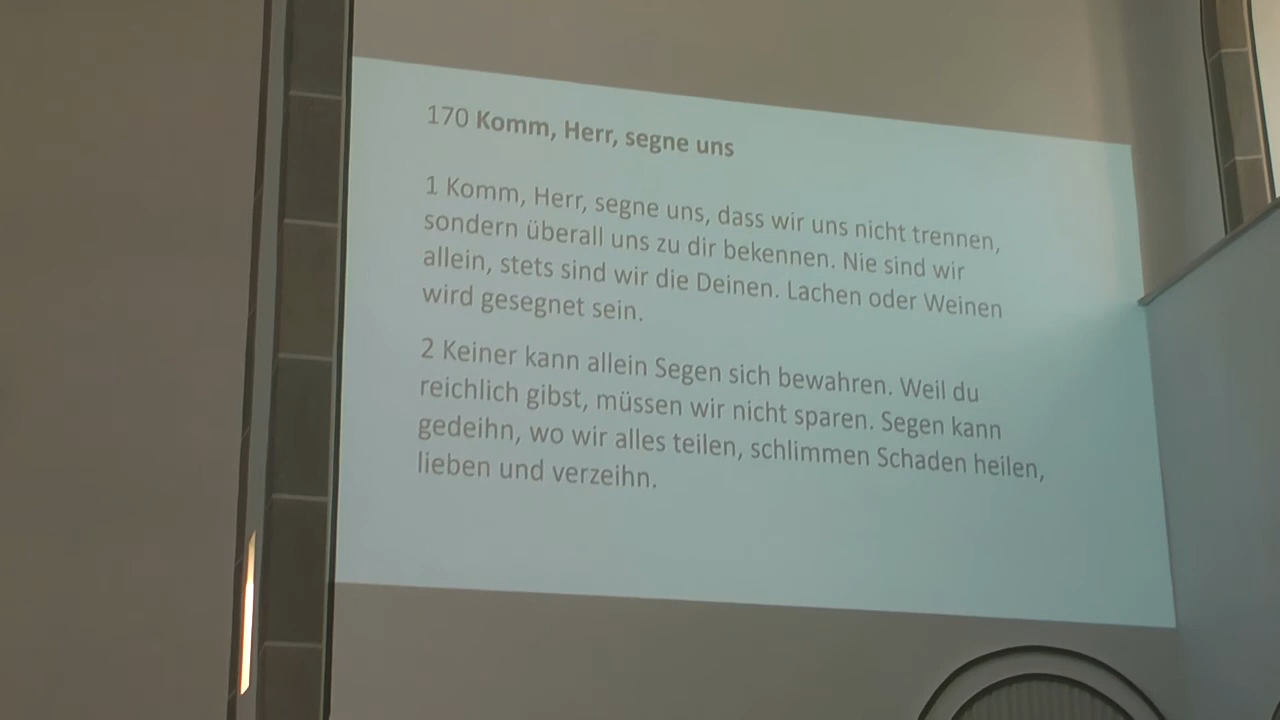 170 Komm, Herr, segne uns
1 Komm, Herr, segne uns, dass wir uns nicht trennen,
sondern überall uns zu dir bekennen. Nie sind wir
allein, stets sind wir die Deinen. Lachen oder Weinen
wird gesegnet sein.
2 Keiner kann allein Segen sich bewahren. Weil du
reichlich gibst, müssen wir nicht sparen. Segen kann
gedeihn, wo wir alles teilen, schlimmen Schaden heilen,
lieben und verzeihn.